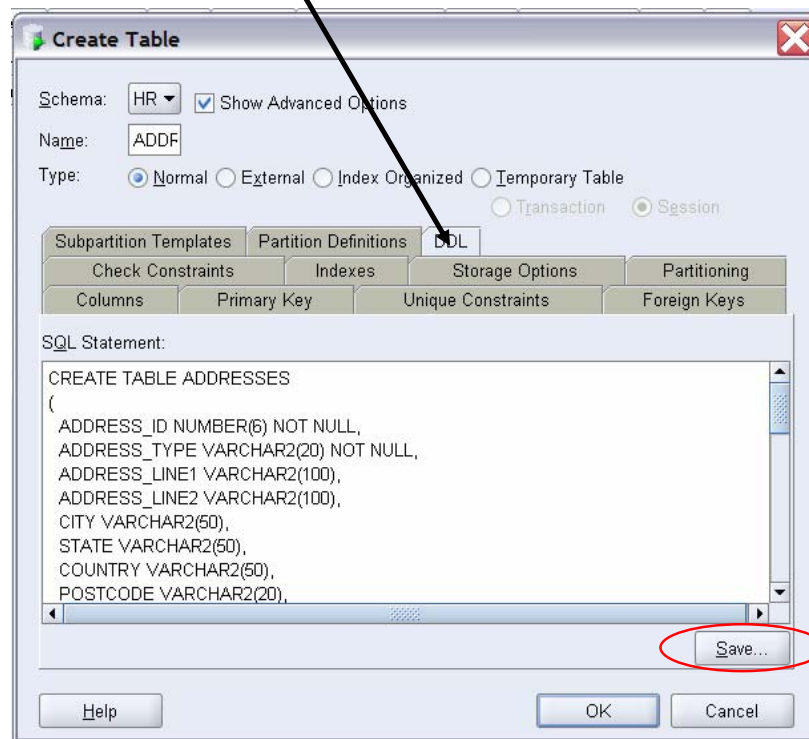 Create Table
Schema: HR Show Advanced Options
Name: ADDR
Type: Normal External Index Organized Temporary Table
Transaction Session
Subpartition Templates Partition Definitions DDL
Check Constraints Indexes Storage Options Partitioning
Columns Primary Key Unique Constraints Foreign Keys
SQL Statement:
CREATE TABLE ADDRESSES
(
ADDRESS_ID NUMBER(6) NOT NULL,
ADDRESS_TYPE VARCHAR2(20) NOT NULL,
ADDRESS_LINE1 VARCHAR2(100),
ADDRESS_LINE2 VARCHAR2(100),
CITY VARCHAR2(50),
STATE VARCHAR2(50),
COUNTRY VARCHAR2(50),
POSTCODE VARCHAR2(20),
Save...
Help OK Cancel